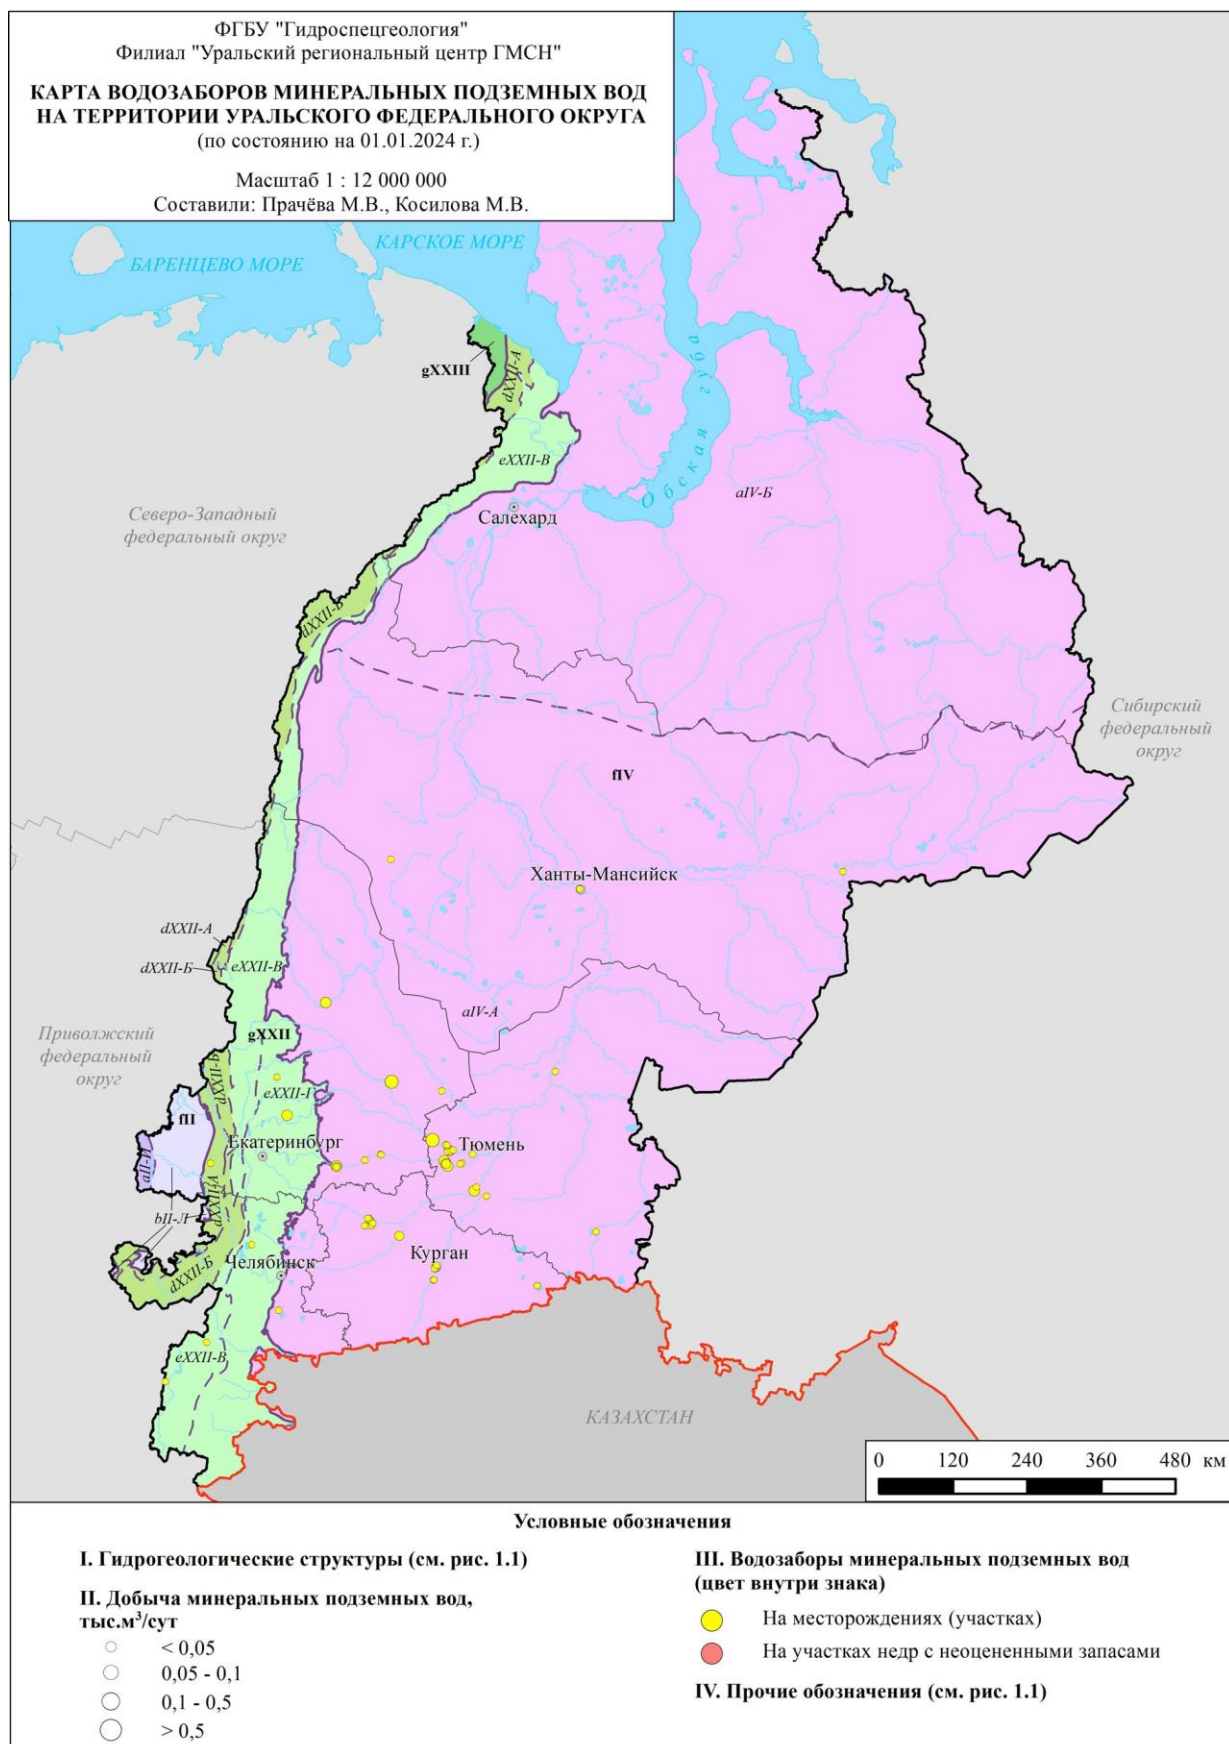 ФГБУ "Гидроспецгеология"
Филиал "Уральский региональный центр ГМСН"
КАРТА ВОДОЗАБОРОВ МИНЕРАЛЬНЫХ ПОДЗЕМНЫХ ВОД
НА ТЕРРИТОРИИ УРАЛЬСКОГО ФЕДЕРАЛЬНОГО ОКРУГА
(по состоянию на 01.01.2024 г.)
Масштаб 1 : 12 000 000
Составили: Прачёва М.В., Косилова М.В.
КАРСКОЕ МОРЕ
БАРЕНЦЕВО МОРЕ
gXXIII
dXXII-А
Обская губа
eXXII-В
аIV-Б
Салехард
Северо-Западный
федеральный округ
dXXII-Б
Сибирский
федеральный
округ
fIV
Ханты-Мансийск
dXXII-А
dXXII-Б
eXXII-В
аIV-А
Приволжский
федеральный
округ
gXXII
dXXII-Б
eXXII-Г
fII
Екатеринбург
Тюмень
аII-И
dXXII-А
bII-Л
Курган
Челябинск
dXXII-Б
eXXII-В
КАЗАХСТАН
0 120 240 360 480 км
Условные обозначения
I. Гидрогеологические структуры (см. рис. 1.1)
II. Добыча минеральных подземных вод,
тыс.м³/сут
< 0,05
0,05 - 0,1
0,1 - 0,5
> 0,5
III. Водозаборы минеральных подземных вод
(цвет внутри знака)
На месторождениях (участках)
На участках недр с неоцененными запасами
IV. Прочие обозначения (см. рис. 1.1)